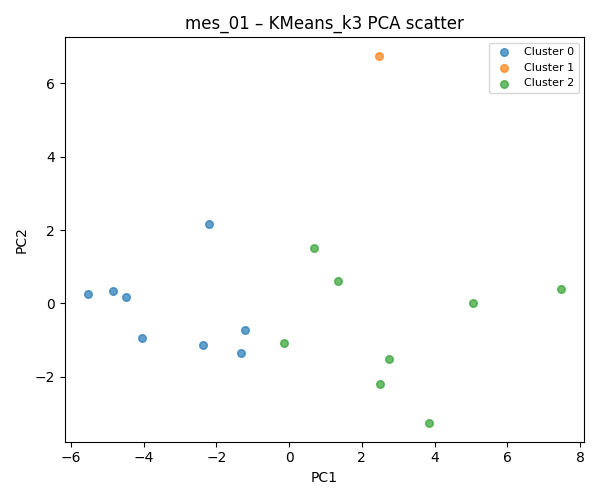 mes_01 – KMeans_k3 PCA scatter
Cluster 0
Cluster 1
Cluster 2
6
4
2
0
−2
PC2
−6
−4
−2
0
2
4
6
8
PC1